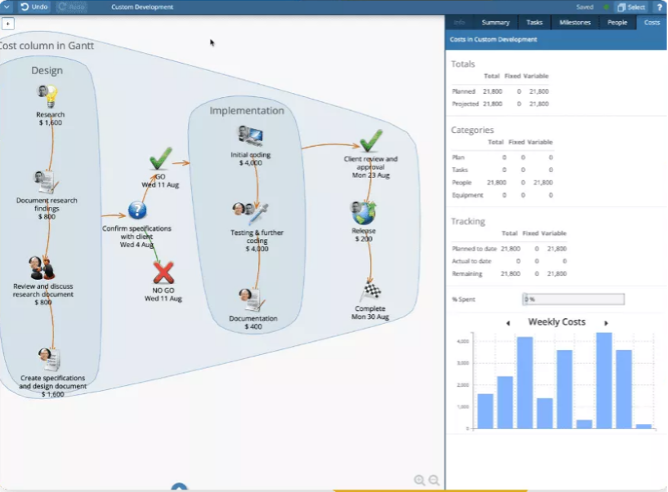 Undo
Redo
Custom Development
Saved
Select
?
Info
Summary
Tasks
Milestones
People
Costs
Costs in Custom Development
Cost column in Gantt
Design
Research
$ 1,600
Document research
findings
$ 800
Review and discuss
research document
$ 800
Create specifications
and design document
$ 1,600
Confirm specifications
with client
Wed 4 Aug
GO
Wed 11 Aug
NO GO
Wed 11 Aug
Implementation
Initial coding
$ 4,000
Testing & further
coding
$ 4,000
Documentation
$ 400
Client review and
approval
Mon 23 Aug
Release
$ 200
Complete
Mon 30 Aug
Totals
Total Fixed Variable
Planned 21,800 0 21,800
Projected 21,800 0 21,800
Categories
Total Fixed Variable
Plan 0 0 0
Tasks 0 0 0
People 21,800 0 21,800
Equipment 0 0 0
Tracking
Total Fixed Variable
Planned to date 21,800 0 21,800
Actual to date 0 0 0
Remaining 21,800 0 21,800
% Spent
0 %
Weekly Costs
4,000
3,000
2,000
1,000
0